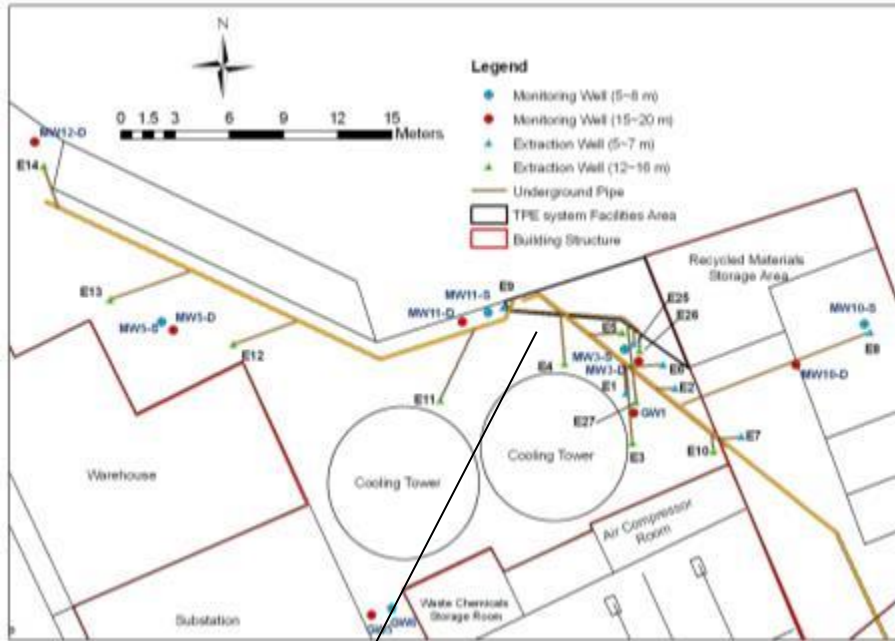 N
Legend
0 1.5 3 6 9 12 15
Meters
Monitoring Well (5~8 m)
Monitoring Well (15~20 m)
Extraction Well (5~7 m)
Extraction Well (12~16 m)
Underground Pipe
TPE system Facilities Area
Building Structure
MW12-D
E14
Recycled Materials
Storage Area
E13
MW5-S
MW5-D
E12
MW11-S
MW11-D
E9
E25
E26
E5
MW3-S
MW3-D
E6
MW10-S
E8
MW10-D
E4
E1
E2
E11
E27
GW1
E3
E10
E7
Warehouse
Cooling Tower
Cooling Tower
Air Compressor
Room
Waste Chemicals
Storage Room
Substation